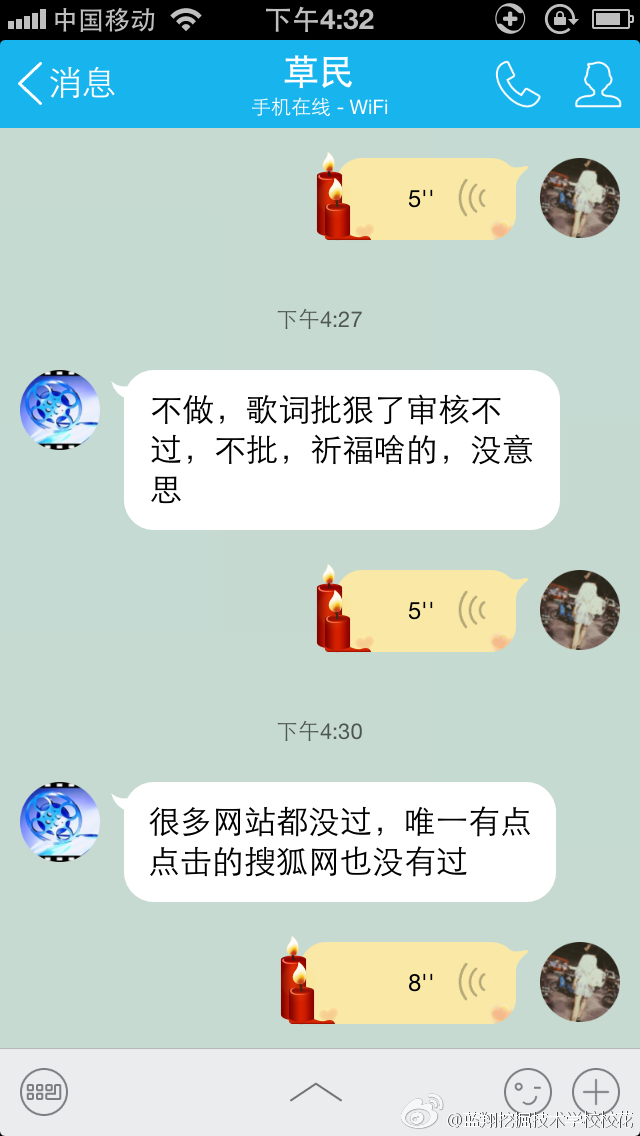 中国移动 下午4:32
消息 草民
手机在线 - WiFi
5''
下午4:27
不做，歌词批狠了审核不
过，不批，祈福啥的，没意
思
5''
下午4:30
很多网站都没过，唯一有点
点击的搜狐网也没有过
8''
@蓝翔挖掘技术学校校花